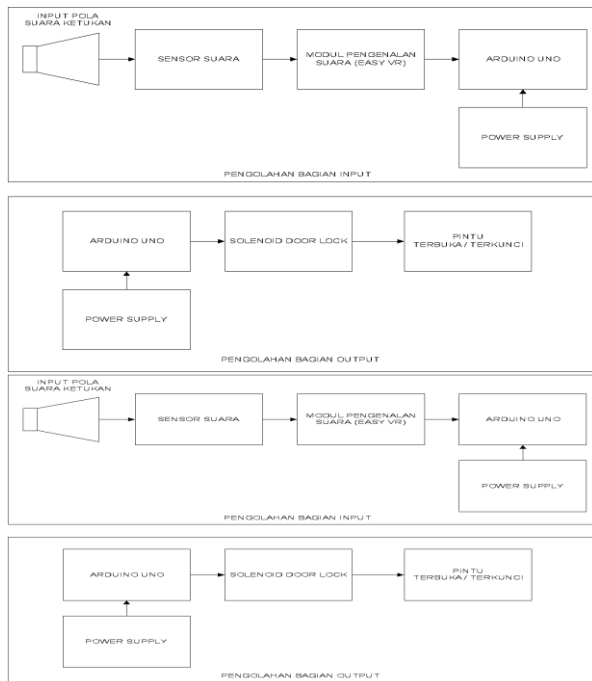 INPUT POLA
SUARA KETUKAN
SENSOR SUARA
MODUL PENGENALAN
SUARA (EASY VR)
ARDUINO UNO
POWER SUPPLY
PENGOLAHAN BAGIAN INPUT
ARDUINO UNO
SOLENOID DOOR LOCK
PINTU
TERBUKA / TERKUNCI
POWER SUPPLY
PENGOLAHAN BAGIAN OUTPUT
INPUT POLA
SUARA KETUKAN
SENSOR SUARA
MODUL PENGENALAN
SUARA (EASY VR)
ARDUINO UNO
POWER SUPPLY
PENGOLAHAN BAGIAN INPUT
ARDUINO UNO
SOLENOID DOOR LOCK
PINTU
TERBUKA / TERKUNCI
POWER SUPPLY
PENGOLAHAN BAGIAN OUTPUT